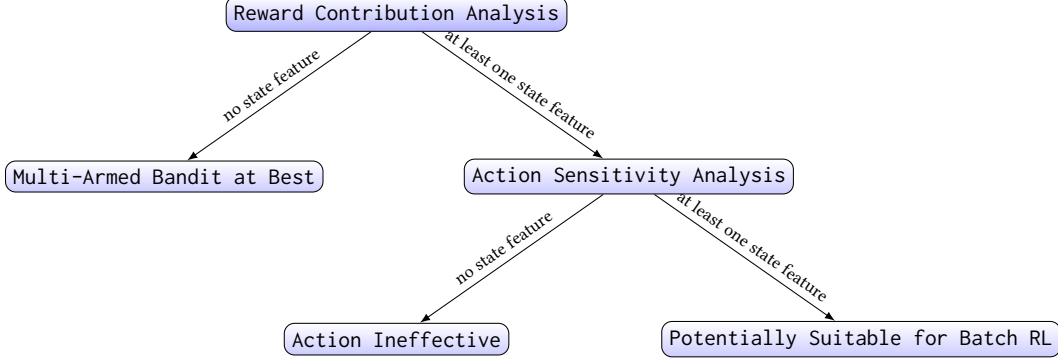 Reward Contribution Analysis
no state feature
at least one state feature
Multi-Armed Bandit at Best
Action Sensitivity Analysis
no state feature
at least one state feature
Action Ineffective
Potentially Suitable for Batch RL